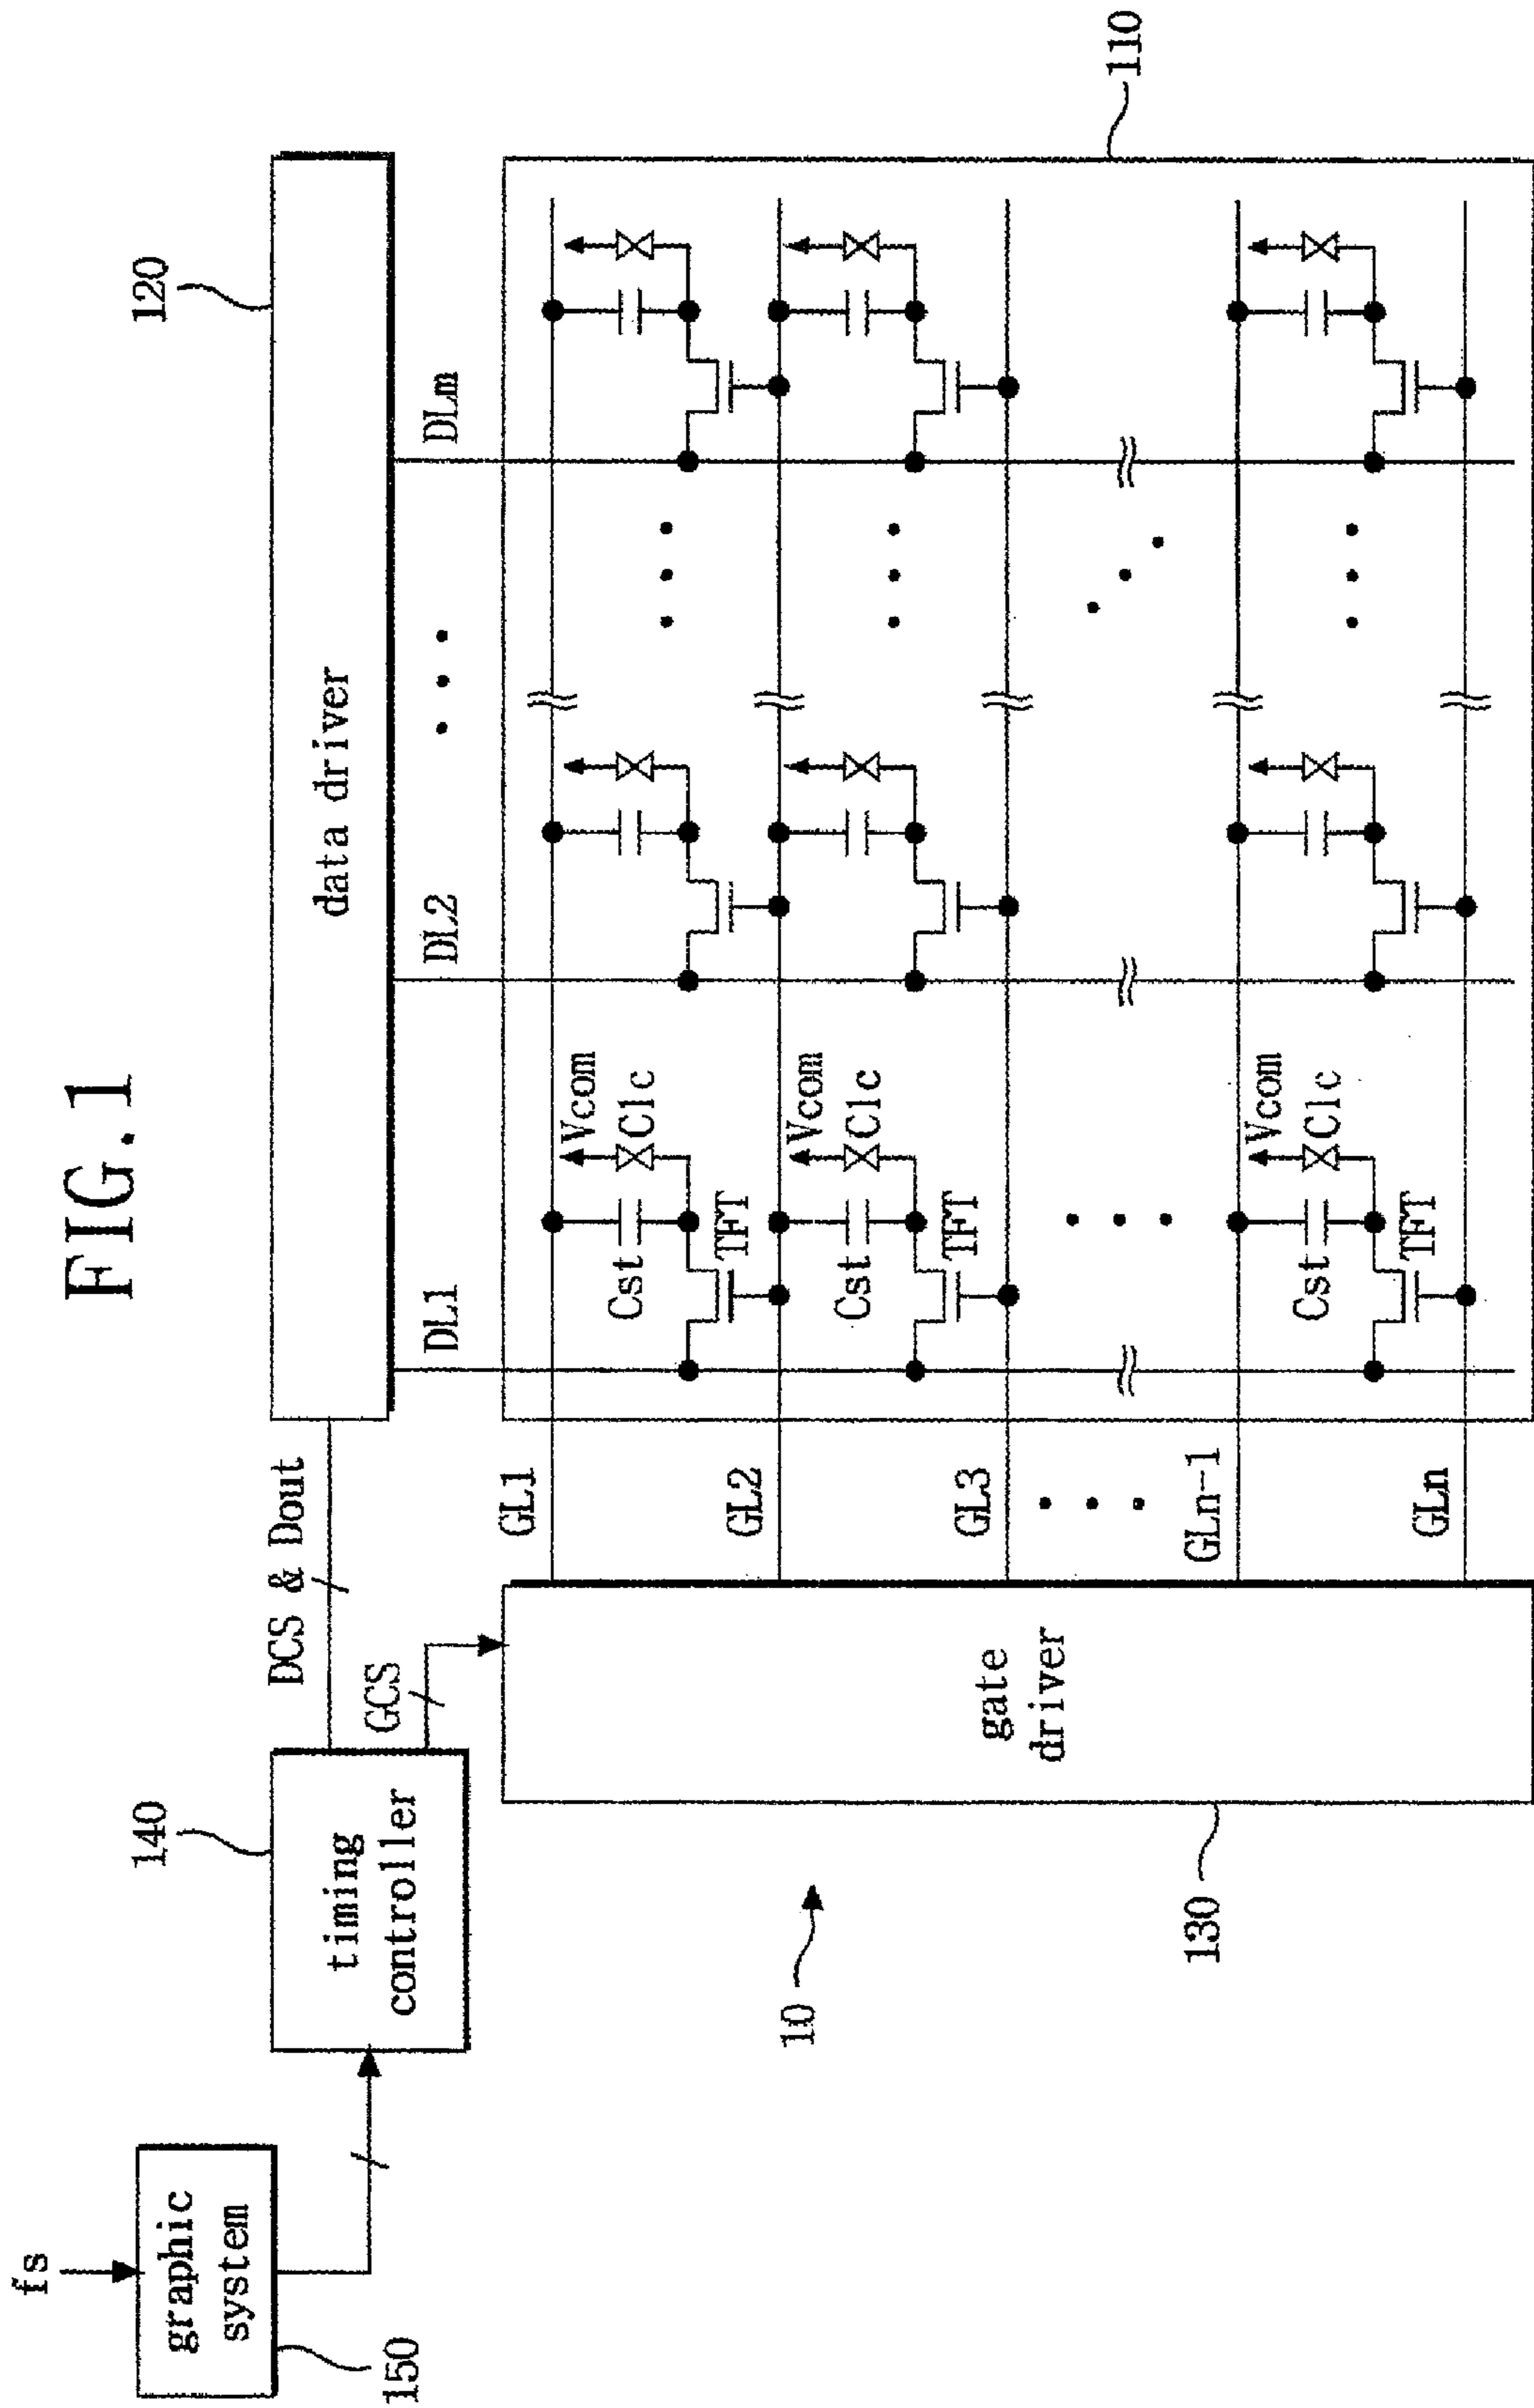 FIG. 1
fs
graphic
system
150
140
timing
controller
DCS & Dout
GCS
120
data driver
DL1
DL2
• • •
DLm
10
130
gate
driver
110
GL1
GL2
GL3
• • •
GLn-1
GLn
Cst
TFT
Vcom
Clc
Cst
TFT
Vcom
Clc
Cst
TFT
Vcom
Clc